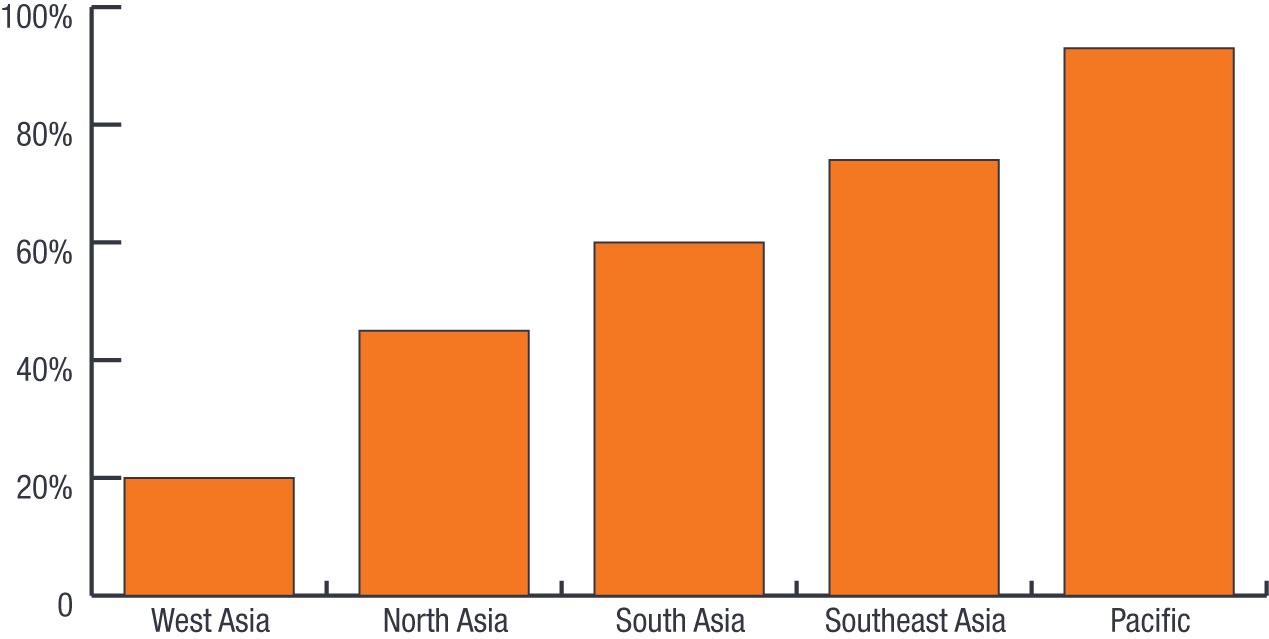 100%
80%
60%
40%
20%
0
West Asia
North Asia
South Asia
Southeast Asia
Pacific